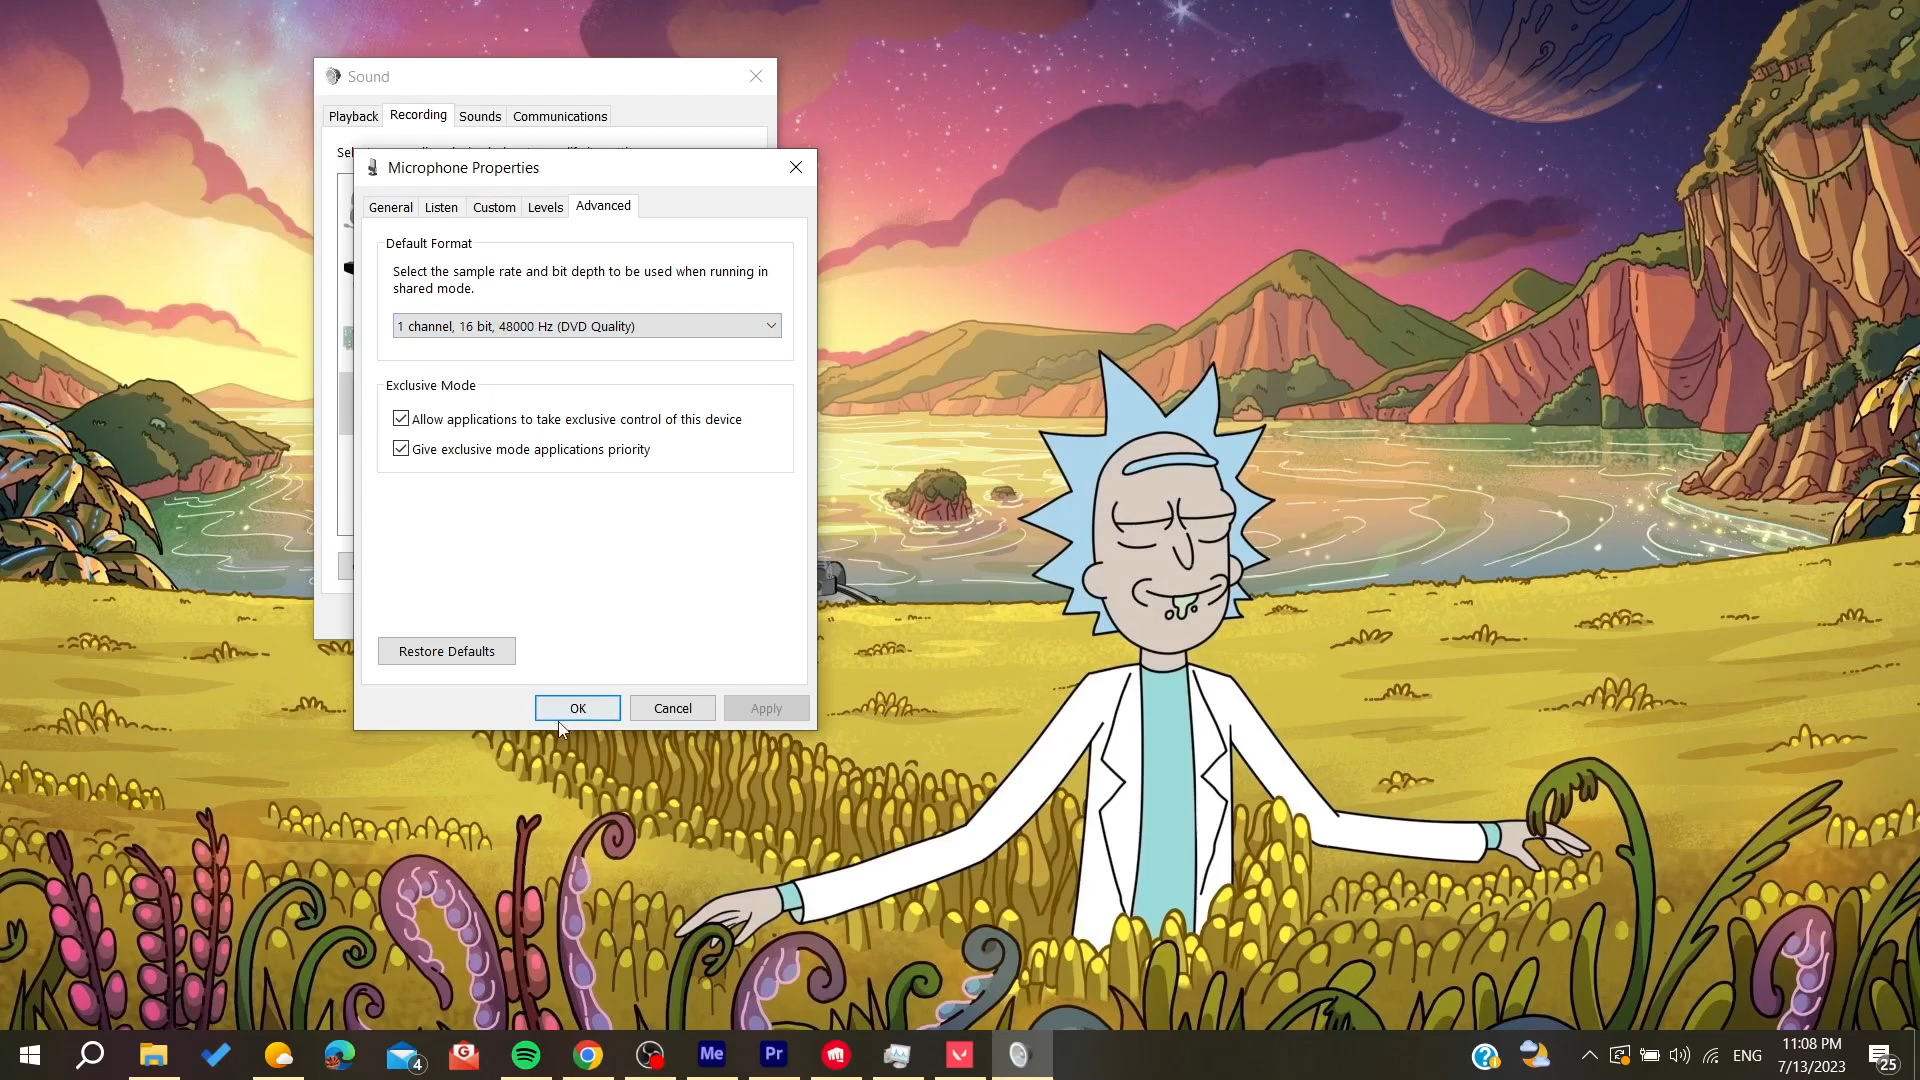 Sound
Playback
Recording
Sounds
Communications
Microphone Properties
General
Listen
Custom
Levels
Advanced
Default Format
Select the sample rate and bit depth to be used when running in
shared mode.
1 channel, 16 bit, 48000 Hz (DVD Quality)
Exclusive Mode
Allow applications to take exclusive control of this device
Give exclusive mode applications priority
Restore Defaults
OK
Cancel
Apply
4
G
Me
Pr
?
ENG
11:08 PM
7/13/2023
25